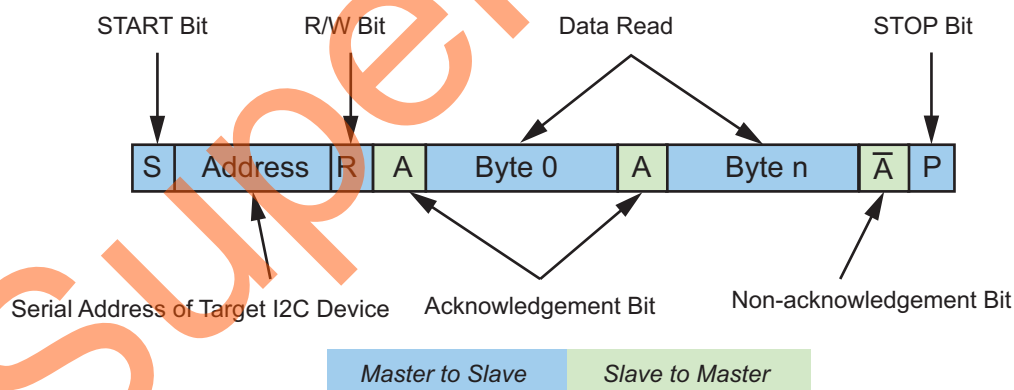 START Bit R/W Bit Data Read STOP Bit
S Address R A Byte 0 A Byte n A̅ P
Serial Address of Target I2C Device Acknowledgement Bit Non-acknowledgement Bit
Master to Slave Slave to Master
Super